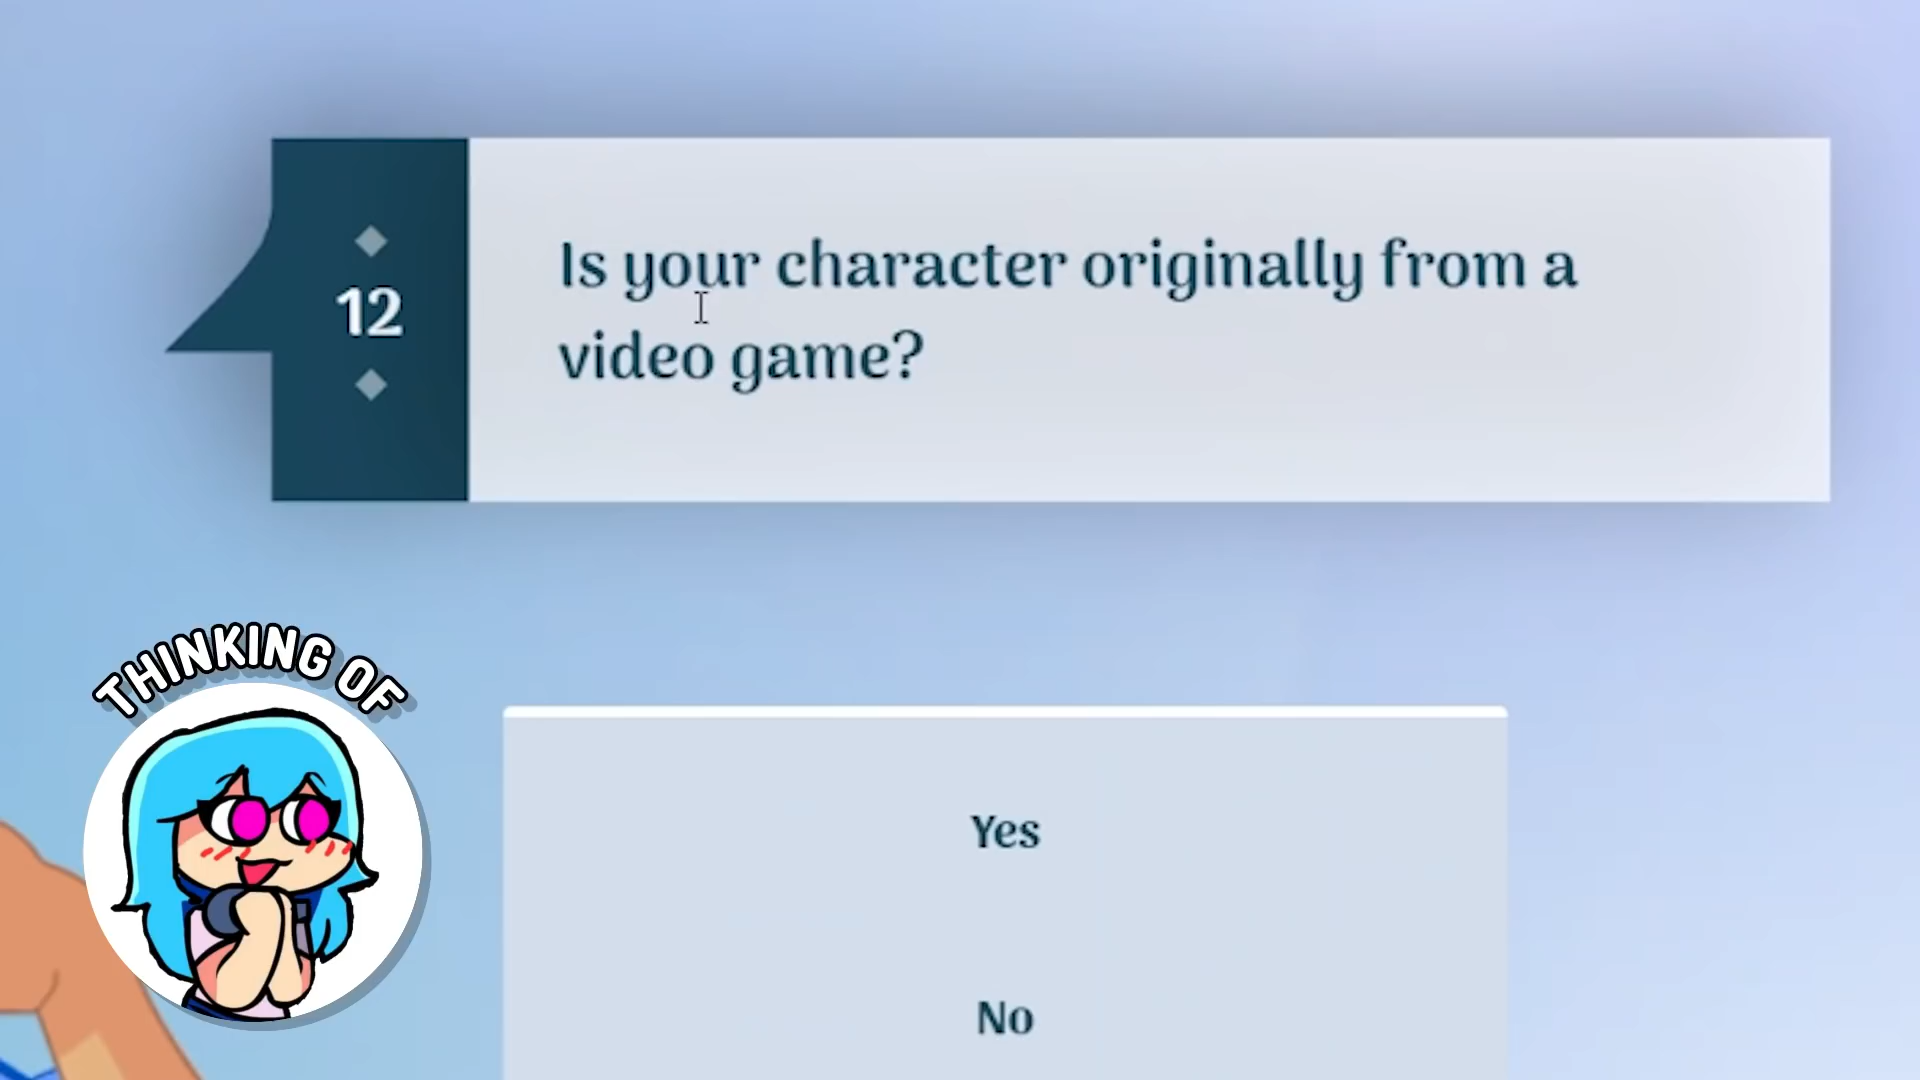 12
Is your character originally from a
video game?
THINKING OF
Yes
No